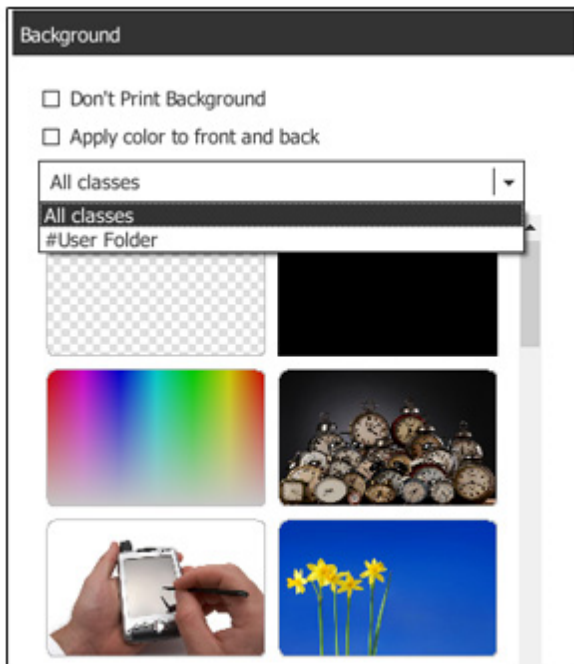 Background
Don't Print Background
Apply color to front and back
All classes
All classes
#User Folder